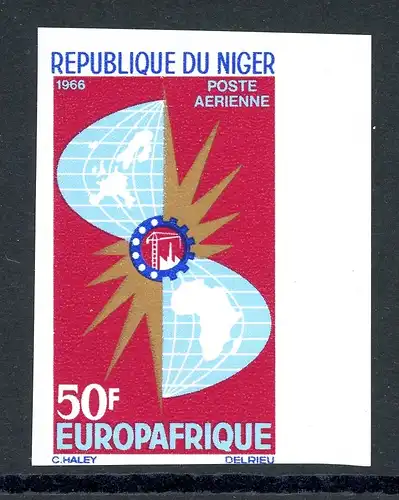 REPUBLIQUE DU NIGER
1966 POSTE
AERIENNE
50F
EUROPAFRIQUE
C.HALEY DELRIEU